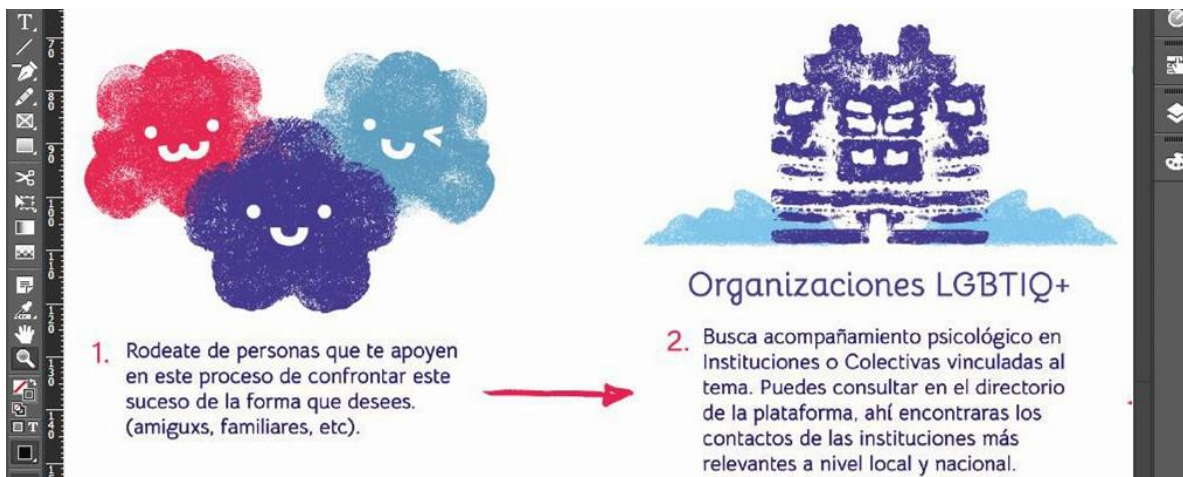 1. Rodeate de personas que te apoyen
en este proceso de confrontar este
suceso de la forma que desees.
(amiguxs, familiares, etc).
Organizaciones LGBTIQ+
2. Busca acompañamiento psicológico en
Instituciones o Colectivas vinculadas al
tema. Puedes consultar en el directorio
de la plataforma, ahí encontraras los
contactos de las instituciones más
relevantes a nivel local y nacional.